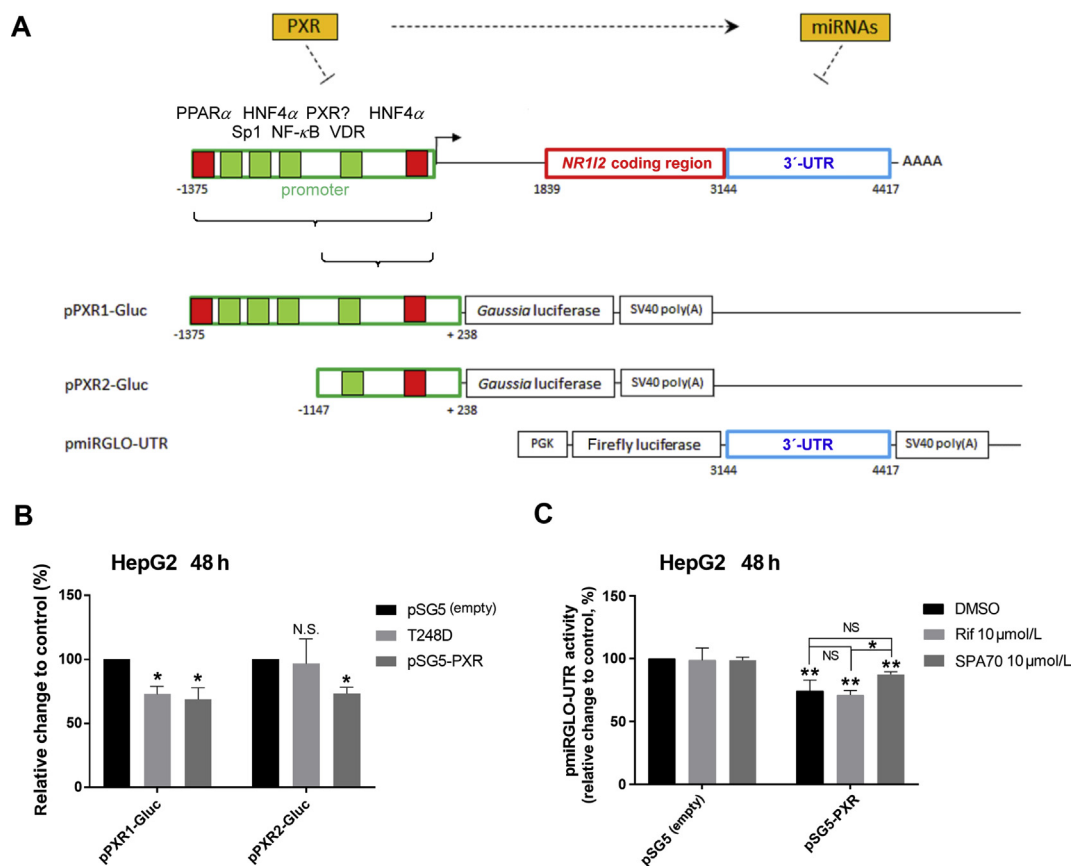 A
PXR
miRNAs
PPARα HNF4α PXR? HNF4α
Sp1 NF-κB VDR
NR1I2 coding region
3´-UTR
AAAA
-1375
promoter
1839
3144
4417
pPXR1-Gluc
Gaussia luciferase
SV40 poly(A)
-1375
+ 238
pPXR2-Gluc
Gaussia luciferase
SV40 poly(A)
-1147
+ 238
pmiRGLO-UTR
PGK
Firefly luciferase
3´-UTR
SV40 poly(A)
3144
4417
B
HepG2 48 h
Relative change to control (%)
150
100
50
0
* * N.S. *
pSG5 (empty)
T248D
pSG5-PXR
pPXR1-Gluc
pPXR2-Gluc
C
HepG2 48 h
pmiRGLO-UTR activity
(relative change to control, %)
150
100
50
0
NS
NS *
** ** **
DMSO
Rif 10 µmol/L
SPA70 10 µmol/L
pSG5 (empty)
pSG5-PXR